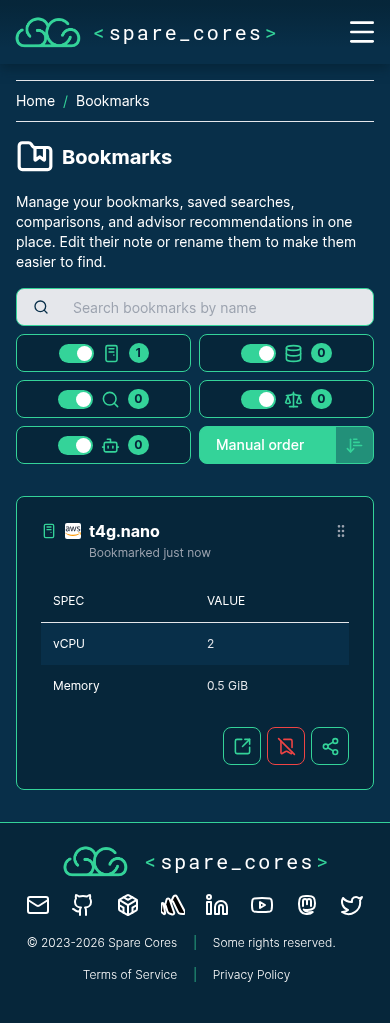 <spare_cores>
Home / Bookmarks
Bookmarks
Manage your bookmarks, saved searches,
comparisons, and advisor recommendations in one
place. Edit their note or rename them to make them
easier to find.
Search bookmarks by name
1
0
0
0
0
Manual order
aws
t4g.nano
Bookmarked just now
SPEC VALUE
vCPU 2
Memory 0.5 GiB
<spare_cores>
© 2023-2026 Spare Cores | Some rights reserved.
Terms of Service | Privacy Policy